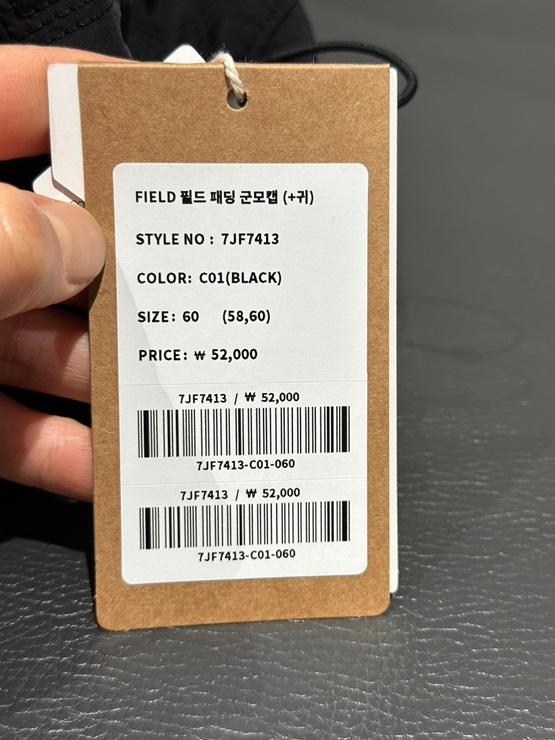 FIELD 필드 패딩 군모캡 (+귀)
STYLE NO : 7JF7413
COLOR: C01(BLACK)
SIZE: 60 (58,60)
PRICE: ₩ 52,000
7JF7413 / ₩ 52,000
7JF7413-C01-060
7JF7413 / ₩ 52,000
7JF7413-C01-060